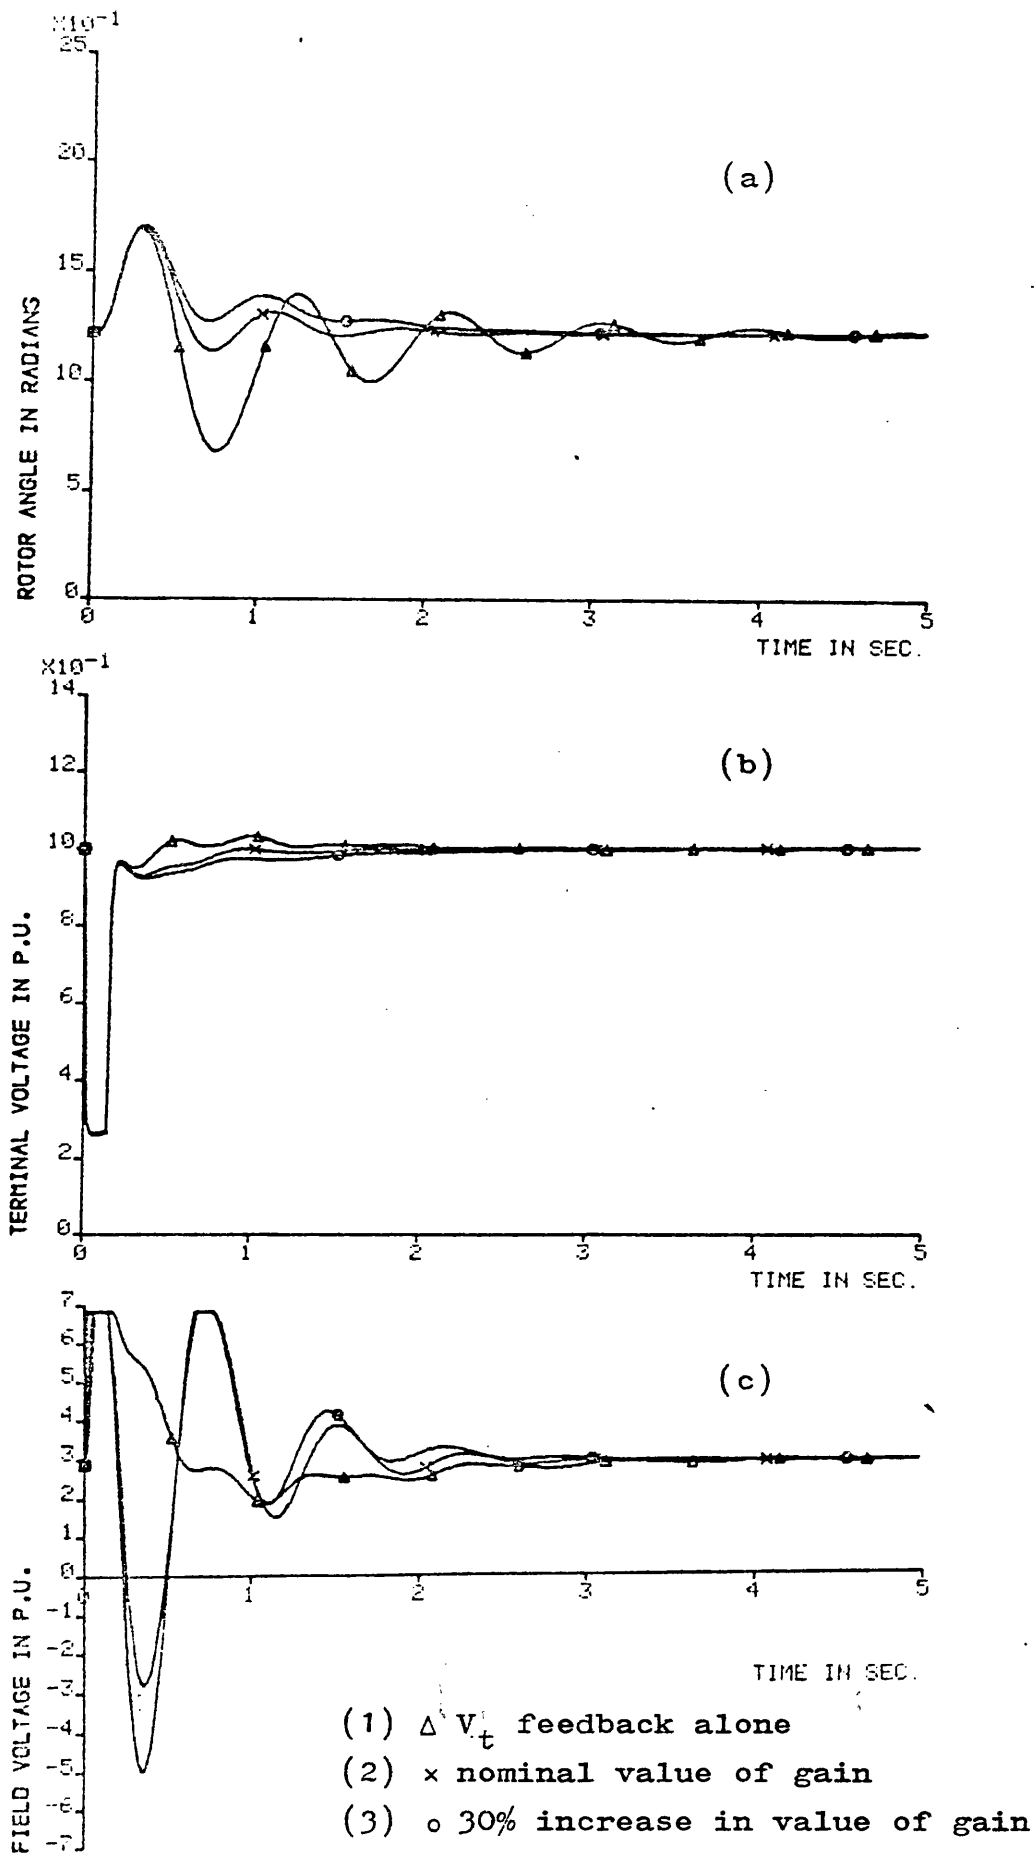 X10⁻¹
25
20
15
10
5
0
ROTOR ANGLE IN RADIANS
(a)
0 1 2 3 4 5
TIME IN SEC.
X10⁻¹
14
12
10
8
6
4
2
0
TERMINAL VOLTAGE IN P.U.
(b)
0 1 2 3 4 5
TIME IN SEC.
7
6
5
4
3
2
1
0
-1
-2
-3
-4
-5
-6
-7
FIELD VOLTAGE IN P.U.
(c)
1 2 3 4 5
TIME IN SEC.
(1) △ Vt feedback alone
(2) × nominal value of gain
(3) o 30% increase in value of gain